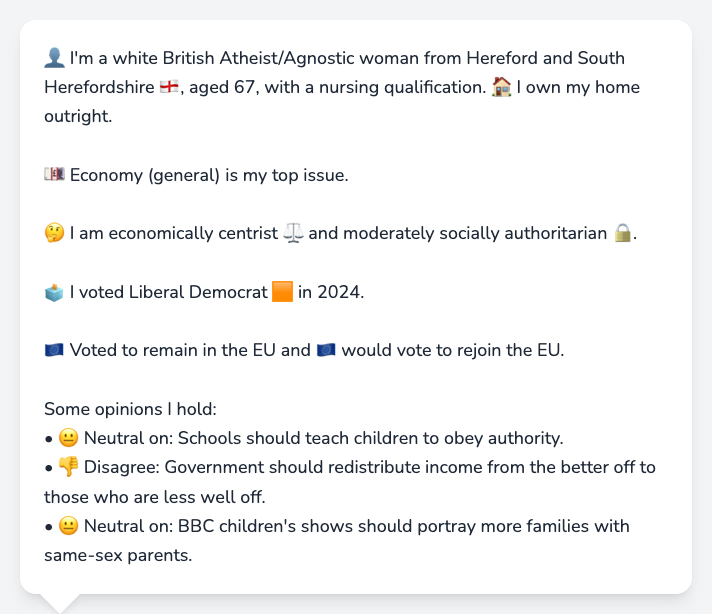 👤 I'm a white British Atheist/Agnostic woman from Hereford and South
Herefordshire 🏴󠁧󠁢󠁥󠁮󠁧󠁿, aged 67, with a nursing qualification. 🏠 I own my home
outright.
💷 Economy (general) is my top issue.
🤔 I am economically centrist ⚖️ and moderately socially authoritarian 🔒.
🗳️ I voted Liberal Democrat 🟧 in 2024.
🇪🇺 Voted to remain in the EU and 🇪🇺 would vote to rejoin the EU.
Some opinions I hold:
• 😐 Neutral on: Schools should teach children to obey authority.
• 👎 Disagree: Government should redistribute income from the better off to
those who are less well off.
• 😐 Neutral on: BBC children's shows should portray more families with
same-sex parents.